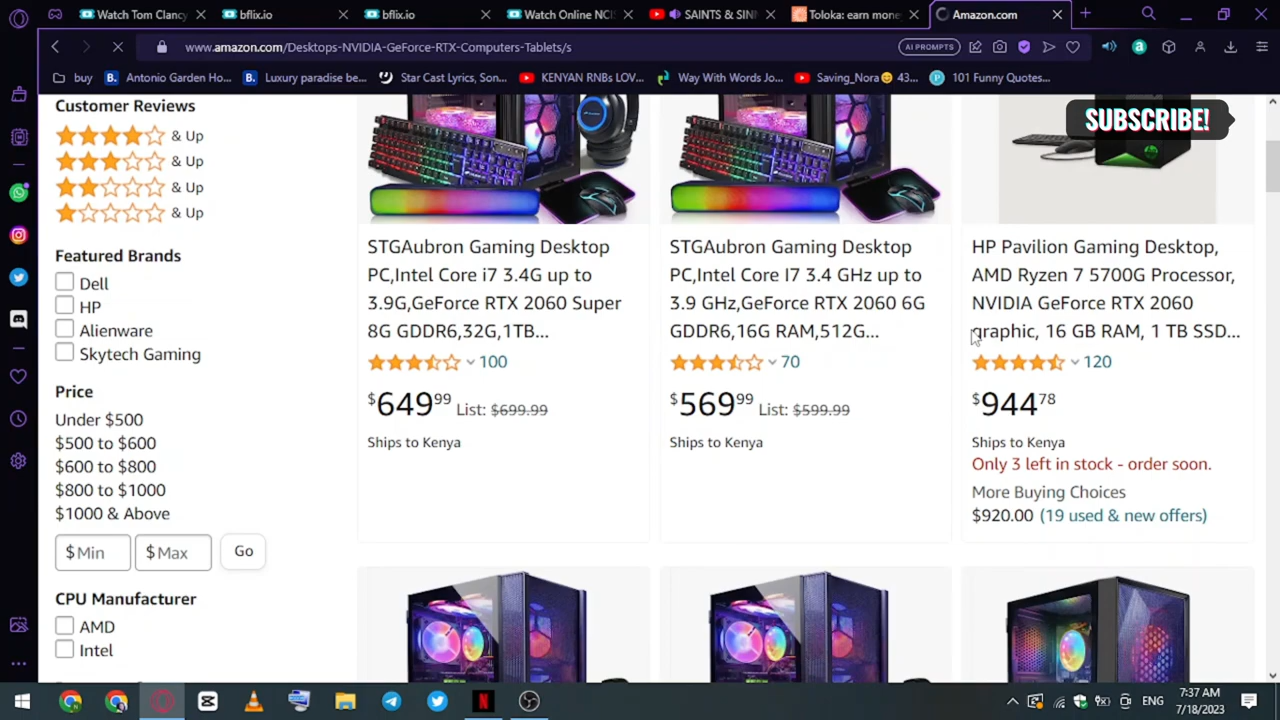 Watch Tom Clancy
bflix.io
bflix.io
Watch Online NCIS
SAINTS & SINN
Toloka: earn mone
Amazon.com
www.amazon.com/Desktops-NVIDIA-GeForce-RTX-Computers-Tablets/s
AI PROMPTS
buy
Antonio Garden Ho...
Luxury paradise be...
Star Cast Lyrics, Son...
KENYAN RNBs LOV...
Way With Words Jo...
Saving_Nora😊 43...
101 Funny Quotes...
SUBSCRIBE!
Customer Reviews
& Up
& Up
& Up
& Up
Featured Brands
Dell
HP
Alienware
Skytech Gaming
Price
Under $500
$500 to $600
$600 to $800
$800 to $1000
$1000 & Above
$ Min
$ Max
Go
CPU Manufacturer
AMD
Intel
STGAubron Gaming Desktop
PC,Intel Core i7 3.4G up to
3.9G,GeForce RTX 2060 Super
8G GDDR6,32G,1TB...
100
$649.99 List: $699.99
Ships to Kenya
STGAubron Gaming Desktop
PC,Intel Core I7 3.4 GHz up to
3.9 GHz,GeForce RTX 2060 6G
GDDR6,16G RAM,512G...
70
$569.99 List: $599.99
Ships to Kenya
HP Pavilion Gaming Desktop,
AMD Ryzen 7 5700G Processor,
NVIDIA GeForce RTX 2060
graphic, 16 GB RAM, 1 TB SSD...
120
$944.78
Ships to Kenya
Only 3 left in stock - order soon.
More Buying Choices
$920.00 (19 used & new offers)
ENG
7:37 AM
7/18/2023